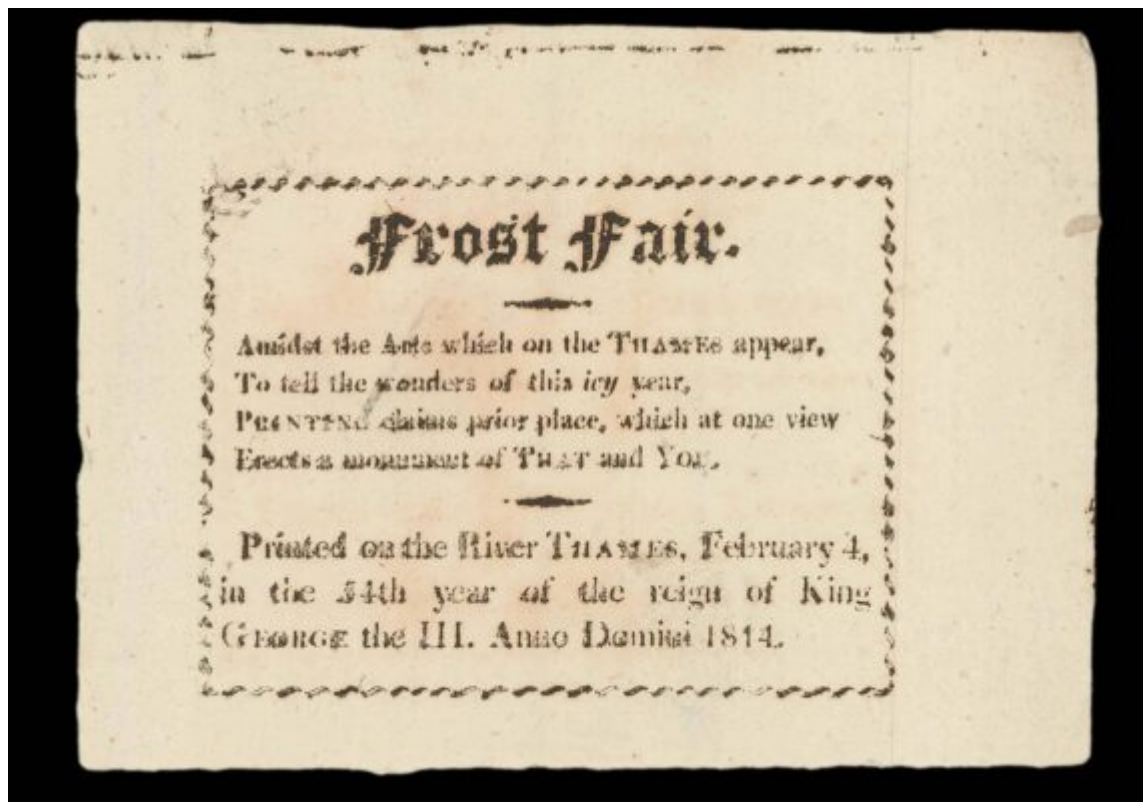 Frost Fair.
Amidst the Arts which on the THAMES appear,
To tell the wonders of this icy year,
PRINTING claims prior place, which at one view
Erects a monument of THAT and YOU.
Printed on the River THAMES, February 4,
in the 54th year of the reign of King
GEORGE the III. Anno Domini 1814.